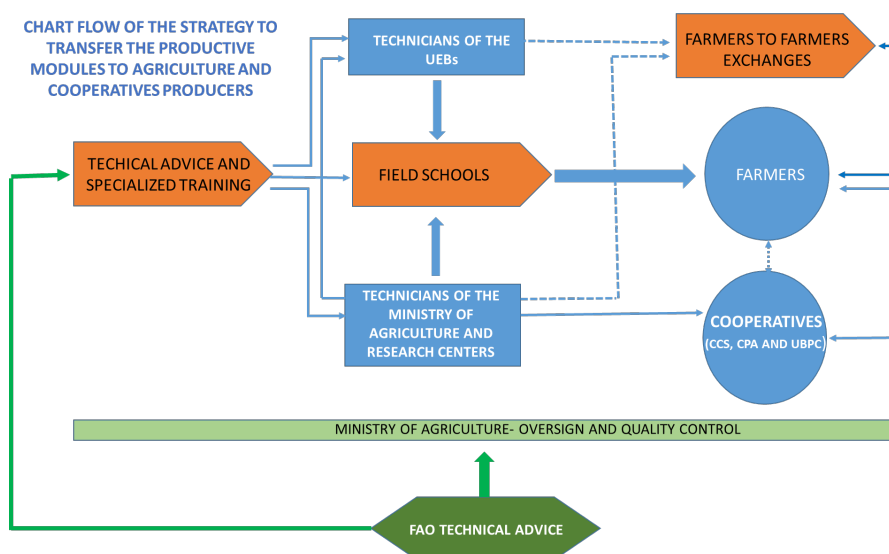 CHART FLOW OF THE STRATEGY TO
TRANSFER THE PRODUCTIVE
MODULES TO AGRICULTURE AND
COOPERATIVES PRODUCERS
TECHNICIANS OF THE
UEBs
FARMERS TO FARMERS
EXCHANGES
TECHICAL ADVICE AND
SPECIALIZED TRAINING
FIELD SCHOOLS
FARMERS
TECHNICIANS OF THE
MINISTRY OF
AGRICULTURE AND
RESEARCH CENTERS
COOPERATIVES
(CCS, CPA AND UBPC)
MINISTRY OF AGRICULTURE- OVERSIGN AND QUALITY CONTROL
FAO TECHNICAL ADVICE